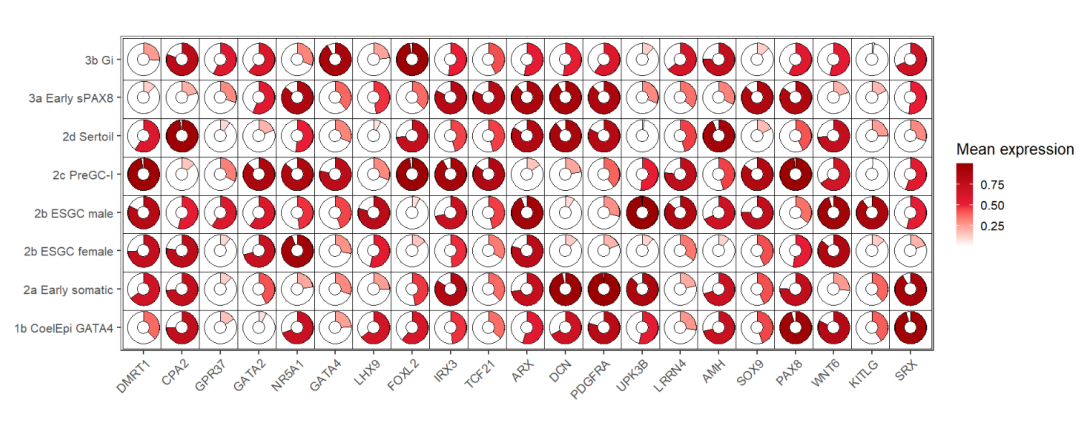 3b Gi
3a Early sPAX8
2d Sertoil
2c PreGC-I
2b ESGC male
2b ESGC female
2a Early somatic
1b CoelEpi GATA4
DMRT1
CPA2
GPR37
GATA2
NR5A1
GATA4
LHX9
FOXL2
IRX3
TCF21
ARX
DCN
PDGFRA
UPK3B
LRRN4
AMH
SOX9
PAX8
WNT6
KITLG
SRX
Mean expression
0.75
0.50
0.25